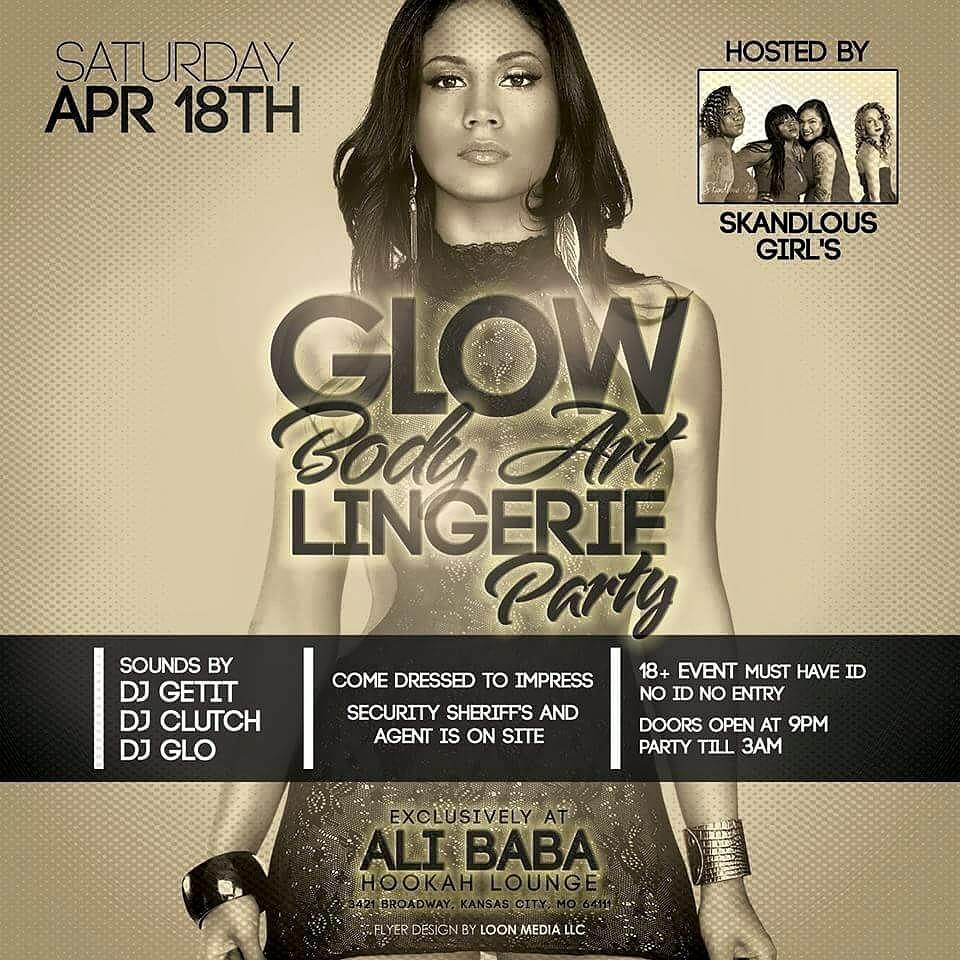 SATURDAY
APR 18TH
HOSTED BY
SKANDLOUS
GIRL'S
GLOW
Body Art
LINGERIE
Party
SOUNDS BY
DJ GETIT
DJ CLUTCH
DJ GLO
COME DRESSED TO IMPRESS
SECURITY SHERIFF'S AND
AGENT IS ON SITE
18+ EVENT MUST HAVE ID
NO ID NO ENTRY
DOORS OPEN AT 9PM
PARTY TILL 3AM
EXCLUSIVELY AT
ALI BABA
HOOKAH LOUNGE
3421 BROADWAY, KANSAS CITY, MO 64111
FLYER DESIGN BY LOON MEDIA LLC